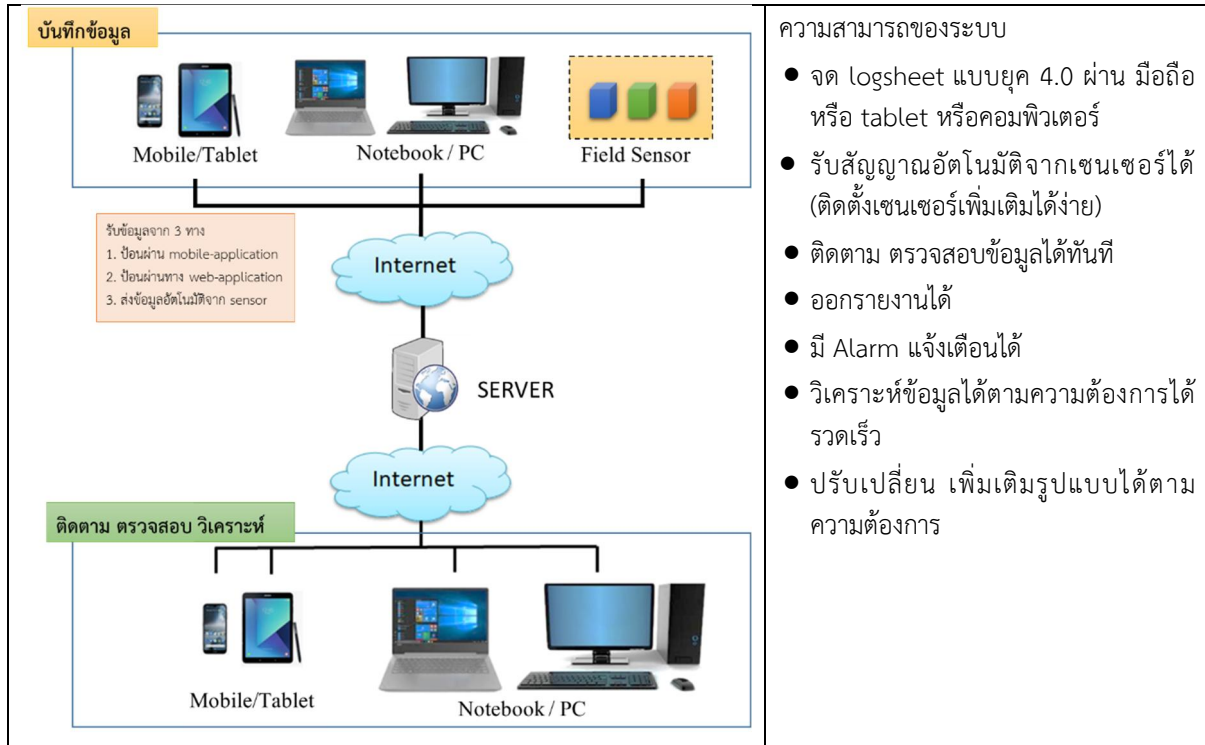 บันทึกข้อมูล
Mobile/Tablet
Notebook / PC
Field Sensor
รับข้อมูลจาก 3 ทาง
1. ป้อนผ่าน mobile-application
2. ป้อนผ่านทาง web-application
3. ส่งข้อมูลอัตโนมัติจาก sensor
Internet
SERVER
Internet
ติดตาม ตรวจสอบ วิเคราะห์
Mobile/Tablet
Notebook / PC
ความสามารถของระบบ
● จด logsheet แบบยุค 4.0 ผ่าน มือถือ
หรือ tablet หรือคอมพิวเตอร์
● รับสัญญาณอัตโนมัติจากเซนเซอร์ได้
(ติดตั้งเซนเซอร์เพิ่มเติมได้ง่าย)
● ติดตาม ตรวจสอบข้อมูลได้ทันที
● ออกรายงานได้
● มี Alarm แจ้งเตือนได้
● วิเคราะห์ข้อมูลได้ตามความต้องการได้
รวดเร็ว
● ปรับเปลี่ยน เพิ่มเติมรูปแบบได้ตาม
ความต้องการ